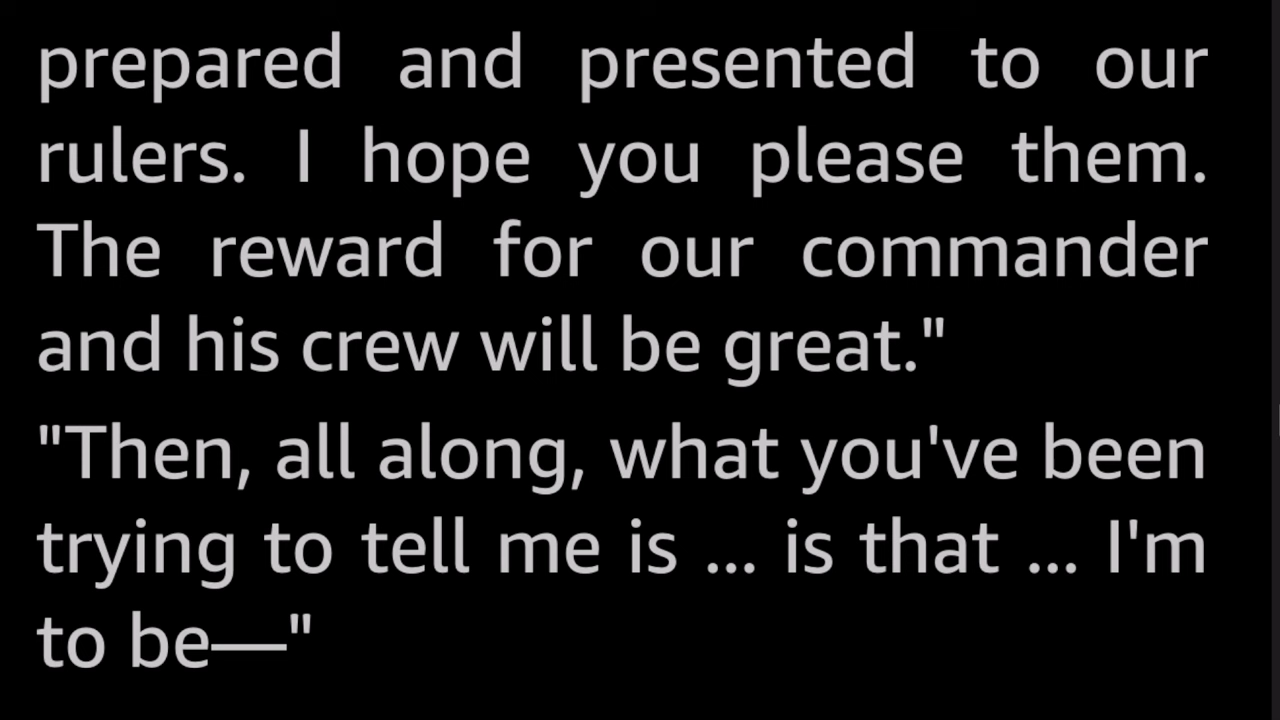 prepared and presented to our
rulers. I hope you please them.
The reward for our commander
and his crew will be great."
"Then, all along, what you've been
trying to tell me is ... is that ... I'm
to be—"